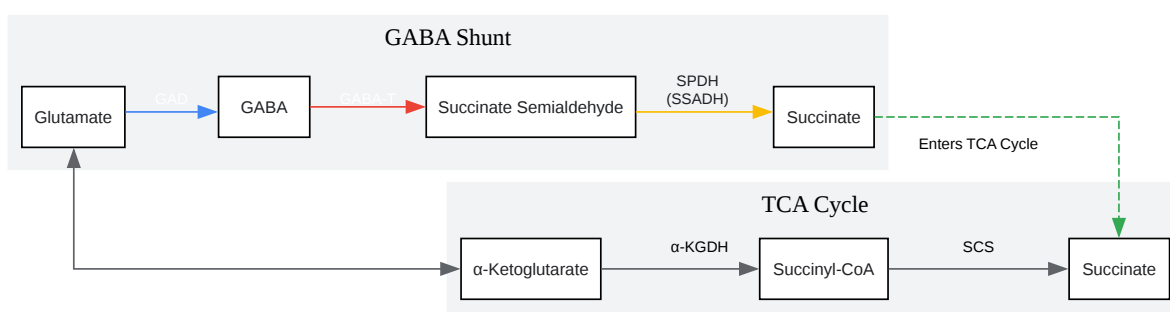 GABA Shunt
Glutamate
GAD
GABA
GABA-T
Succinate Semialdehyde
SPDH
(SSADH)
Succinate
Enters TCA Cycle
TCA Cycle
α-Ketoglutarate
α-KGDH
Succinyl-CoA
SCS
Succinate